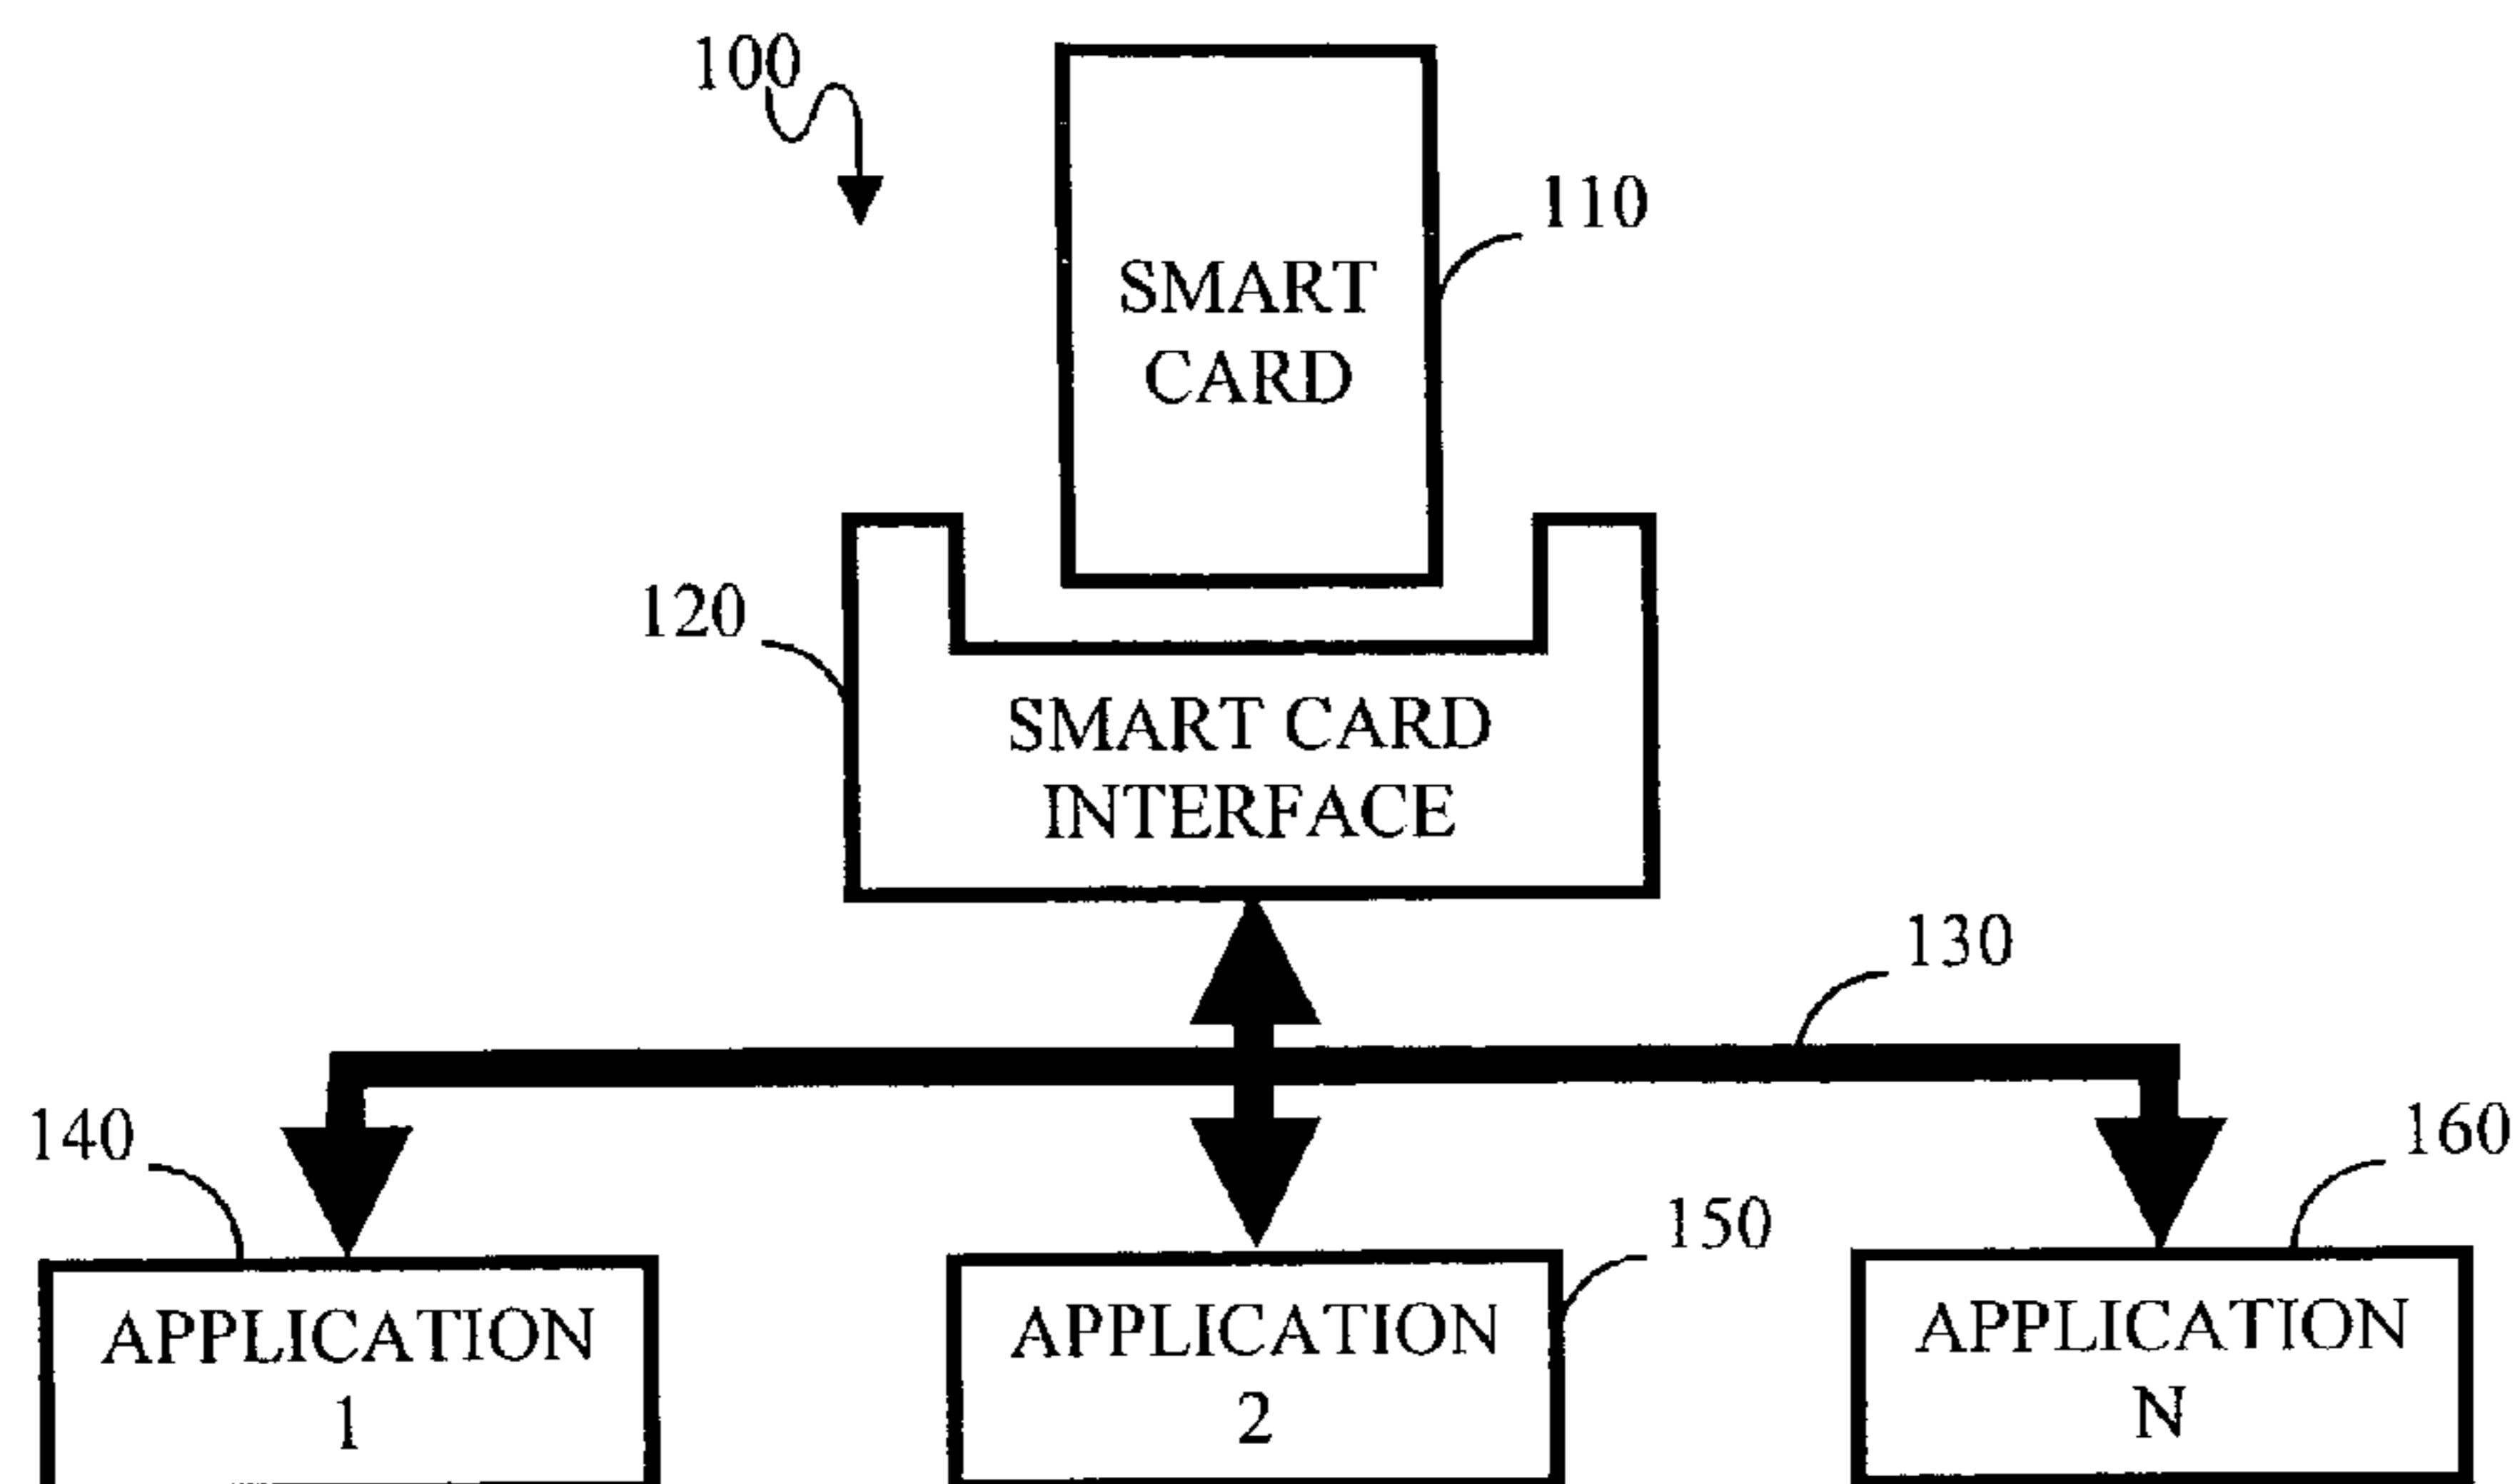 100
110
SMART
CARD
120
SMART CARD
INTERFACE
130
140
150
160
APPLICATION
1
APPLICATION
2
APPLICATION
N